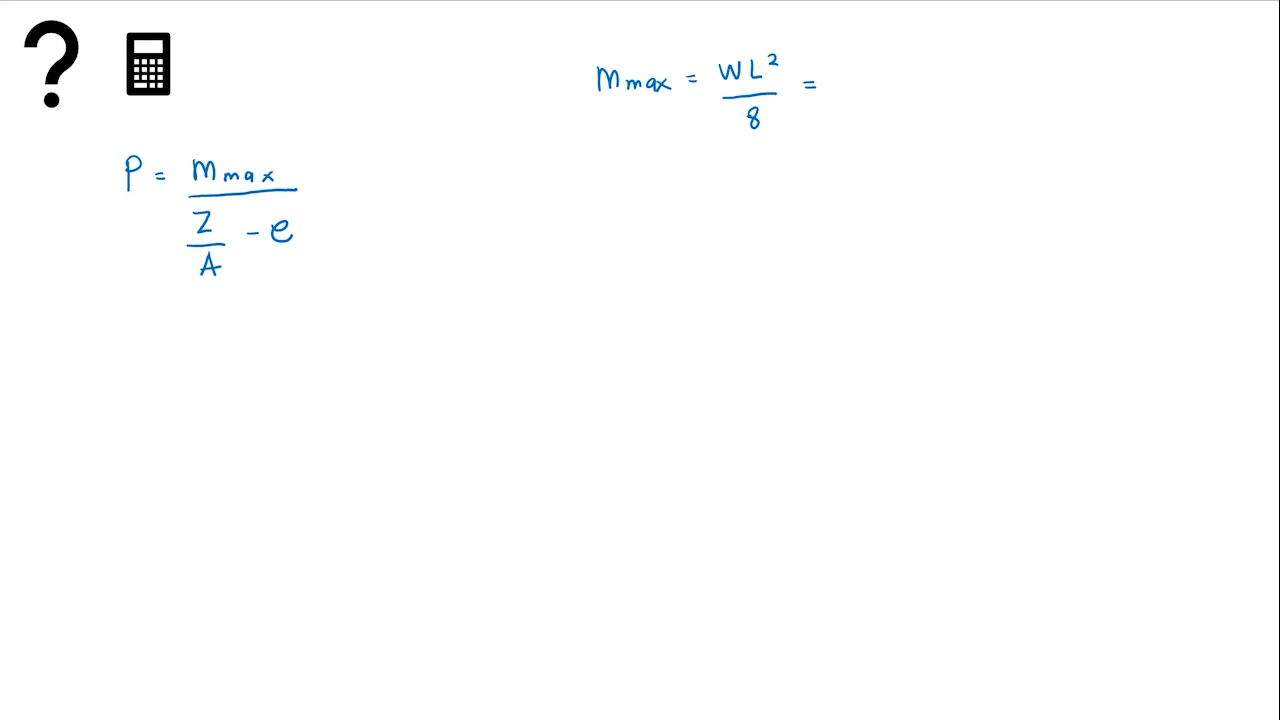 Mmax = WL²/8 =
P = Mmax / (Z/A - e)